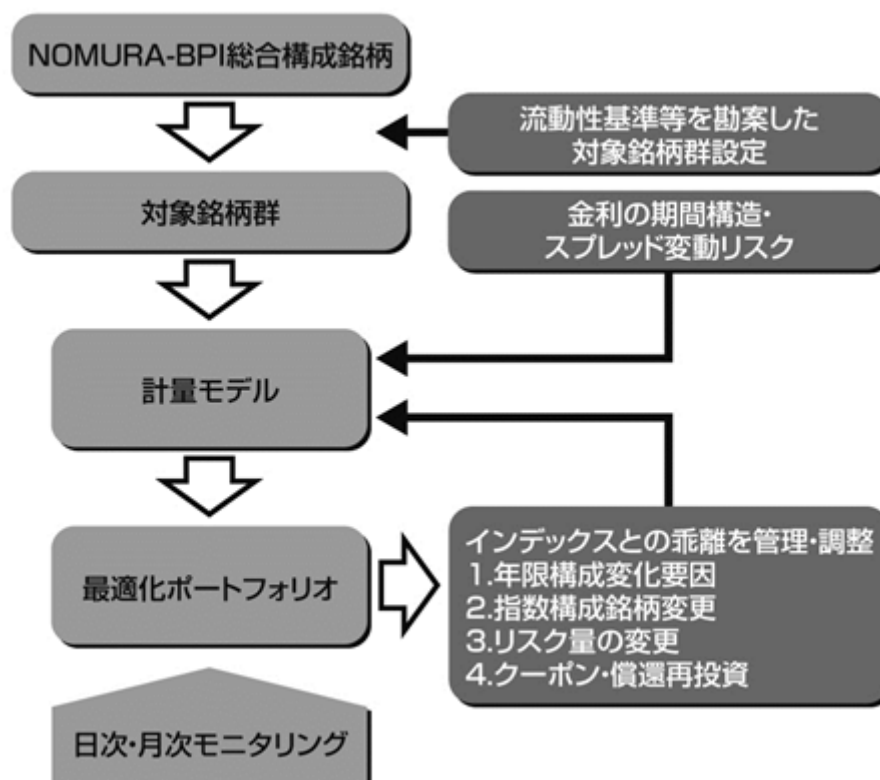 NOMURA-BPI総合構成銘柄
流動性基準等を勘案した
対象銘柄群設定
対象銘柄群
金利の期間構造・
スプレッド変動リスク
計量モデル
最適化ポートフォリオ
インデックスとの乖離を管理・調整
1.年限構成変化要因
2.指数構成銘柄変更
3.リスク量の変更
4.クーポン・償還再投資
日次・月次モニタリング